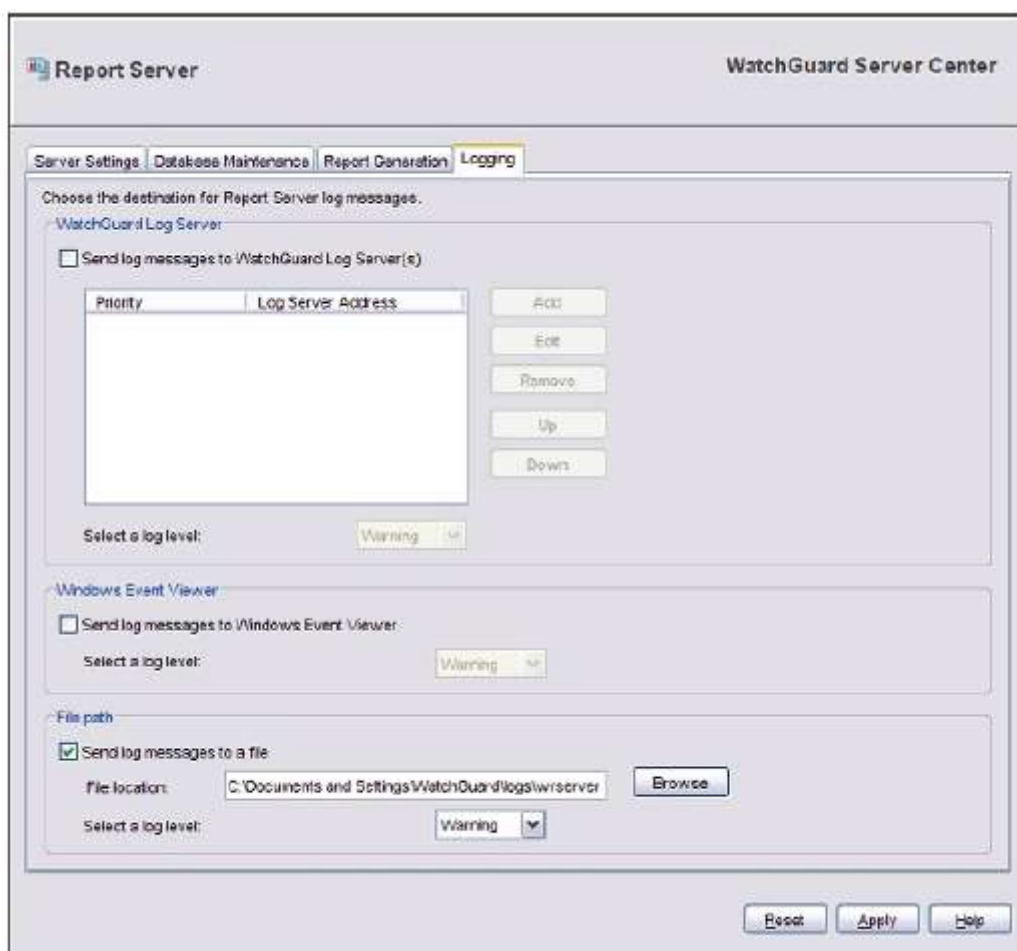 Report Server
WatchGuard Server Center
Server Settings Database Maintenance Report Generation Logging
Choose the destination for Report Server log messages.
WatchGuard Log Server
Send log messages to WatchGuard Log Server(s)
Priority Log Server Address
Add
Edit
Remove
Up
Down
Select a log level: Warning
Windows Event Viewer
Send log messages to Windows Event Viewer
Select a log level: Warning
File path
Send log messages to a file
File location: C:\Documents and Settings\WatchGuard\logs\wrserver Browse
Select a log level: Warning
Reset Apply Help